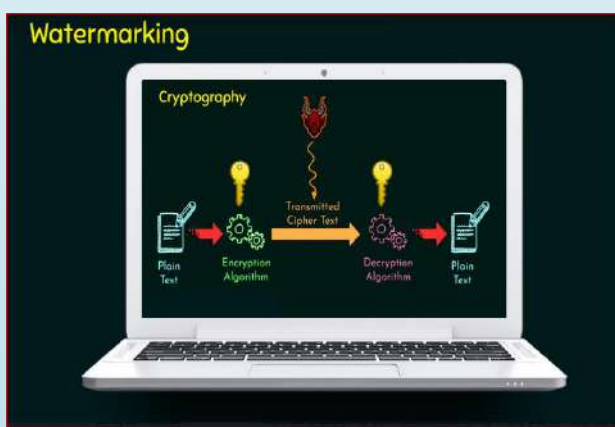 Watermarking
Cryptography
Transmitted
Cipher Text
Plain
Text
Encryption
Algorithm
Decryption
Algorithm
Plain
Text